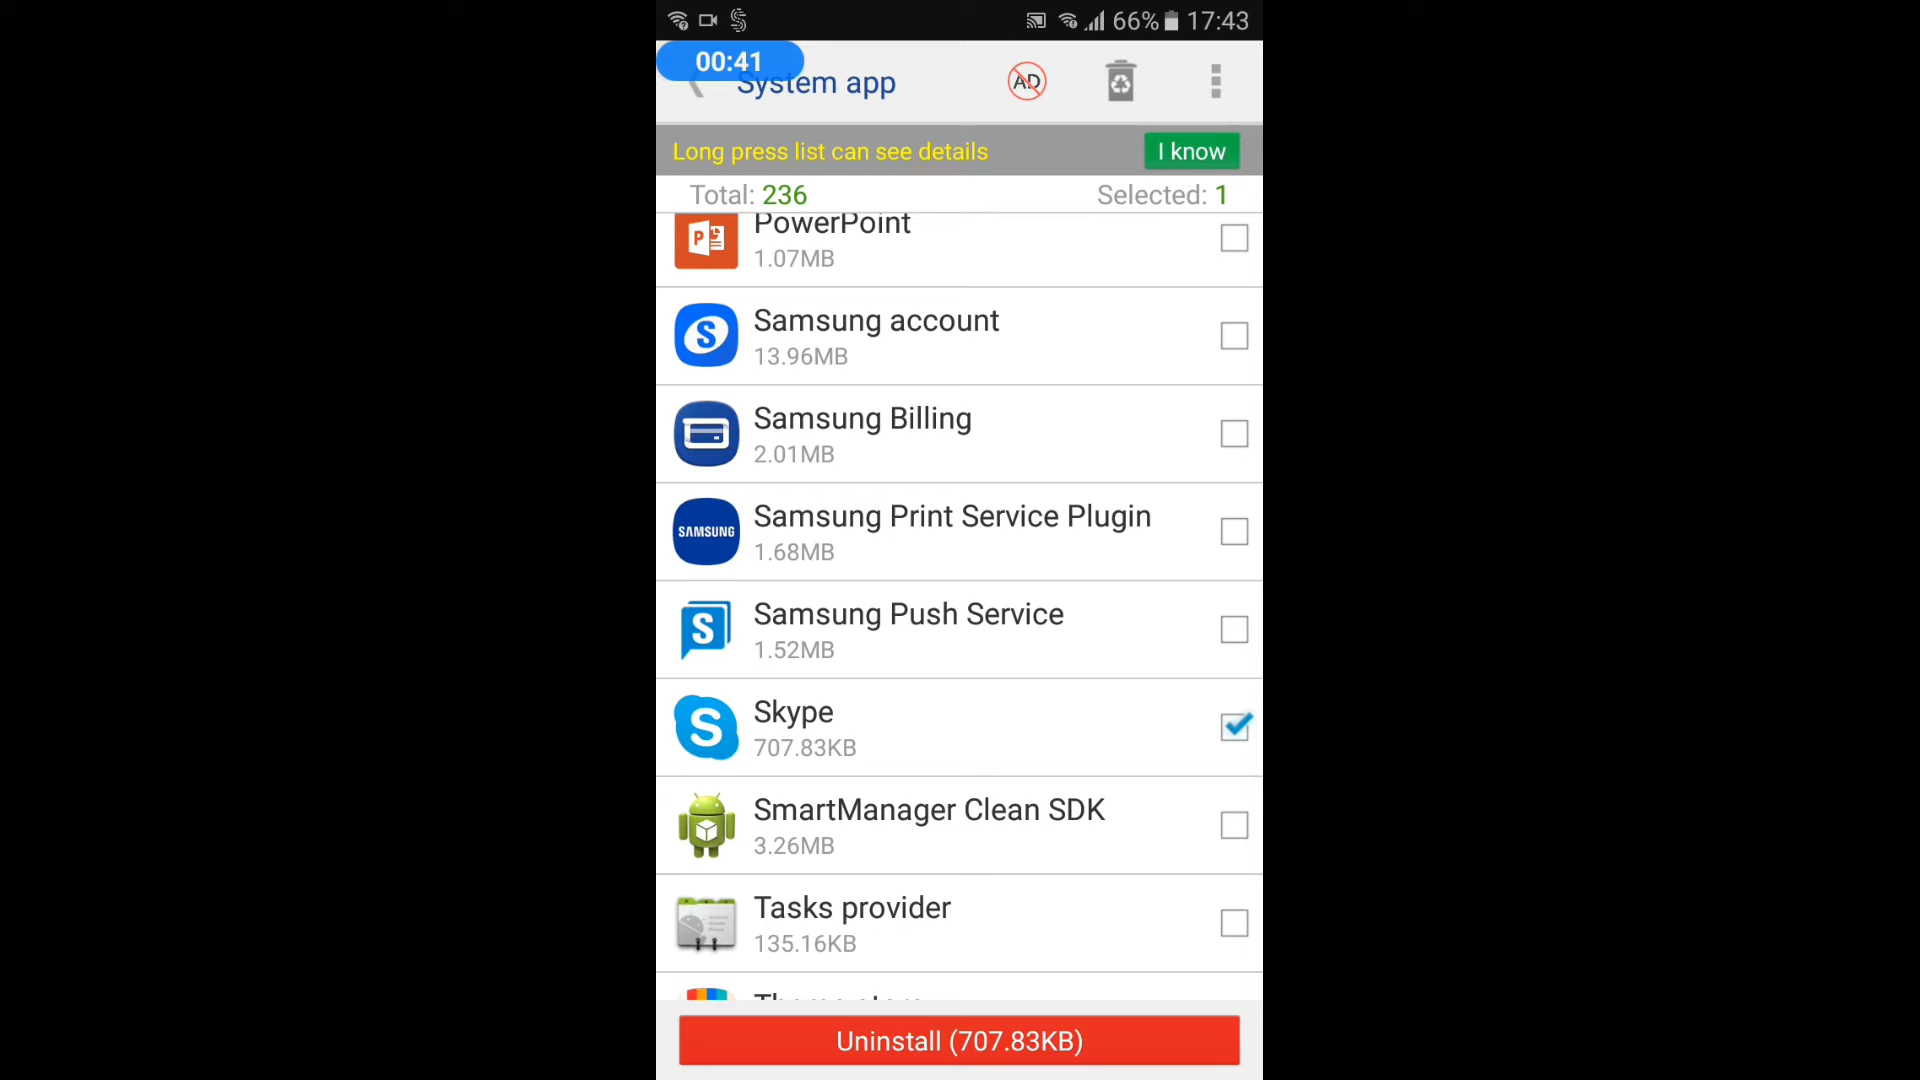 66% 17:43
00:41
System app
AD
Long press list can see details
I know
Total: 236
Selected: 1
PowerPoint
1.07MB
Samsung account
13.96MB
Samsung Billing
2.01MB
SAMSUNG
Samsung Print Service Plugin
1.68MB
Samsung Push Service
1.52MB
Skype
707.83KB
SmartManager Clean SDK
3.26MB
Tasks provider
135.16KB
Uninstall (707.83KB)